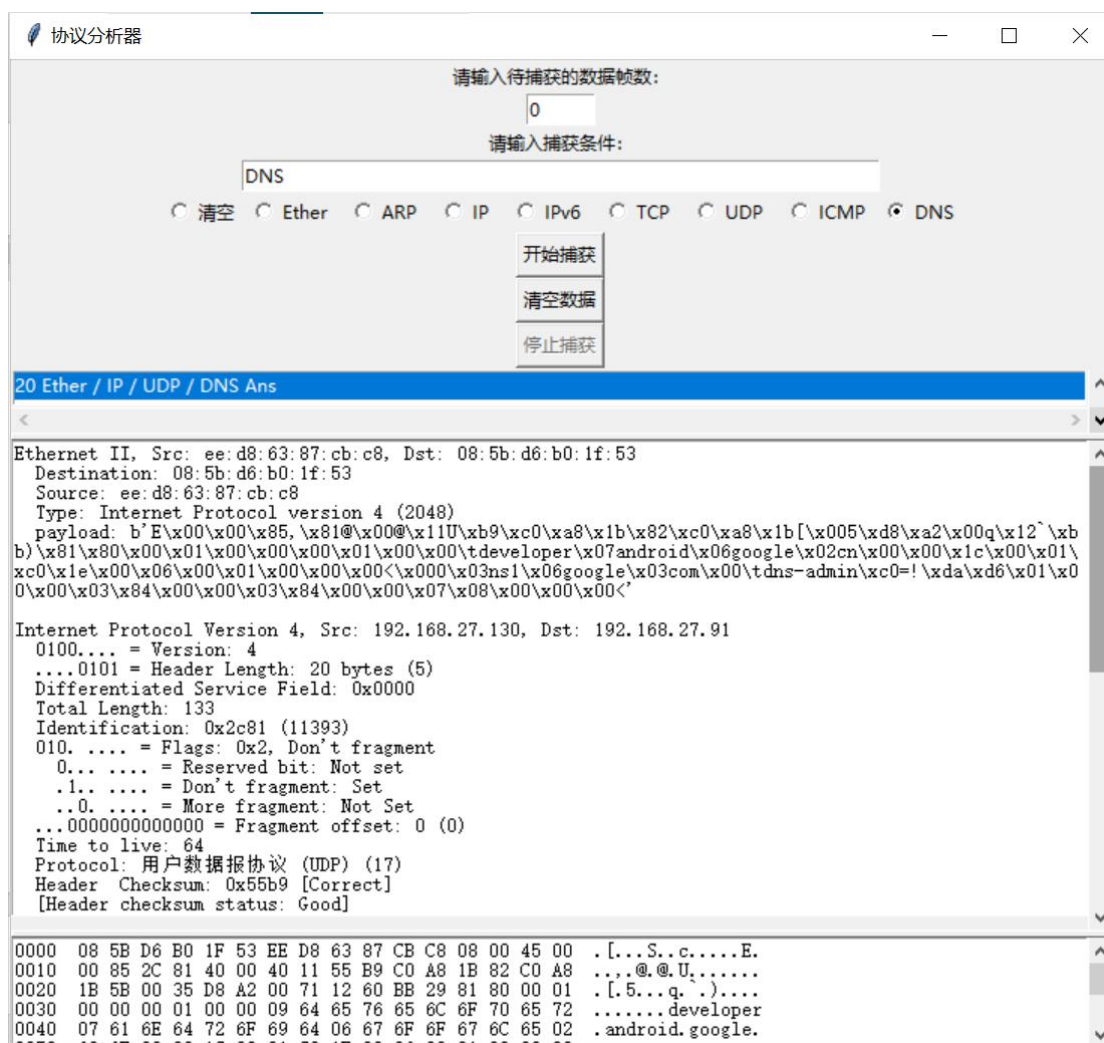 协议分析器
请输入待捕获的数据帧数:
0
请输入捕获条件:
DNS
清空 Ether ARP IP IPv6 TCP UDP ICMP DNS
开始捕获
清空数据
停止捕获
20 Ether / IP / UDP / DNS Ans
Ethernet II, Src: ee:d8:63:87:cb:c8, Dst: 08:5b:d6:b0:1f:53
Destination: 08:5b:d6:b0:1f:53
Source: ee:d8:63:87:cb:c8
Type: Internet Protocol version 4 (2048)
payload: b'E\x00\x00\x85,\x81@\x00@\x11U\xb9\xc0\xa8\x1b\x82\xc0\xa8\x1b[\x005\xd8\xa2\x00q\x12`\xb
b)\x81\x80\x00\x01\x00\x00\x00\x01\x00\x00\tdeveloper\x07android\x06google\x02cn\x00\x00\x1c\x00\x01\
xc0\x1e\x00\x06\x00\x01\x00\x00\x00<\x000\x03ns1\x06google\x03com\x00\tdns-admin\xc0=!\xda\xd6\x01\x0
0\x00\x03\x84\x00\x00\x03\x84\x00\x00\x07\x08\x00\x00\x00<'
Internet Protocol Version 4, Src: 192.168.27.130, Dst: 192.168.27.91
0100.... = Version: 4
....0101 = Header Length: 20 bytes (5)
Differentiated Service Field: 0x0000
Total Length: 133
Identification: 0x2c81 (11393)
010. .... = Flags: 0x2, Don't fragment
0... .... = Reserved bit: Not set
.1.. .... = Don't fragment: Set
..0. .... = More fragment: Not Set
...0000000000000 = Fragment offset: 0 (0)
Time to live: 64
Protocol: 用户数据报协议 (UDP) (17)
Header  Checksum: 0x55b9 [Correct]
[Header checksum status: Good]
0000 08 5B D6 B0 1F 53 EE D8 63 87 CB C8 08 00 45 00 .[...S..c.....E.
0010 00 85 2C 81 40 00 40 11 55 B9 C0 A8 1B 82 C0 A8 ..,.@.@.U.......
0020 1B 5B 00 35 D8 A2 00 71 12 60 BB 29 81 80 00 01 .[.5...q.`.)....
0030 00 00 00 01 00 00 09 64 65 76 65 6C 6F 70 65 72 .......developer
0040 07 61 6E 64 72 6F 69 64 06 67 6F 6F 67 6C 65 02 .android.google.